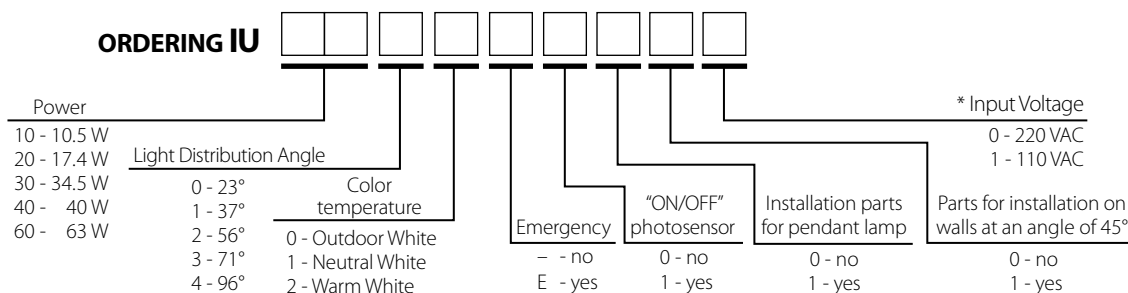 ORDERING IU
Power
10 - 10.5 W
20 - 17.4 W
30 - 34.5 W
40 - 40 W
60 - 63 W
Light Distribution Angle
0 - 23°
1 - 37°
2 - 56°
3 - 71°
4 - 96°
Color
temperature
0 - Outdoor White
1 - Neutral White
2 - Warm White
Emergency
– - no
E - yes
"ON/OFF"
photosensor
0 - no
1 - yes
Installation parts
for pendant lamp
0 - no
1 - yes
Parts for installation on
walls at an angle of 45°
0 - no
1 - yes
* Input Voltage
0 - 220 VAC
1 - 110 VAC